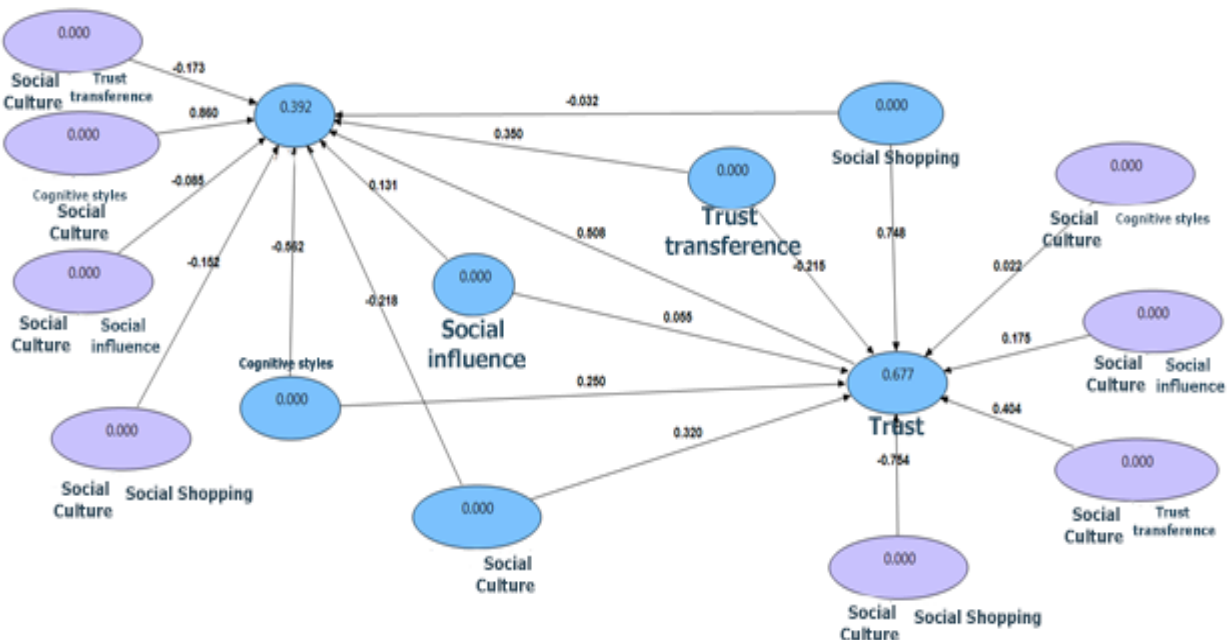 0.000
Social
Culture
Trust
transference
-0.173
0.860
0.392
0.000
Cognitive styles
Social
Culture
-0.085
0.000
Social
Culture
Social
influence
-0.152
0.000
Social
Culture
Social Shopping
-0.562
Cognitive styles
0.000
-0.218
0.131
0.000
Social
influence
0.350
-0.032
0.508
0.055
0.250
0.320
0.000
Social
Culture
0.000
Trust
transference
-0.215
0.000
Social Shopping
0.748
0.000
Social
Culture
Cognitive styles
0.022
0.175
0.000
Social
Culture
Social
influence
0.677
Trust
0.404
-0.754
0.000
Social
Culture
Trust
transference
0.000
Social
Culture
Social Shopping